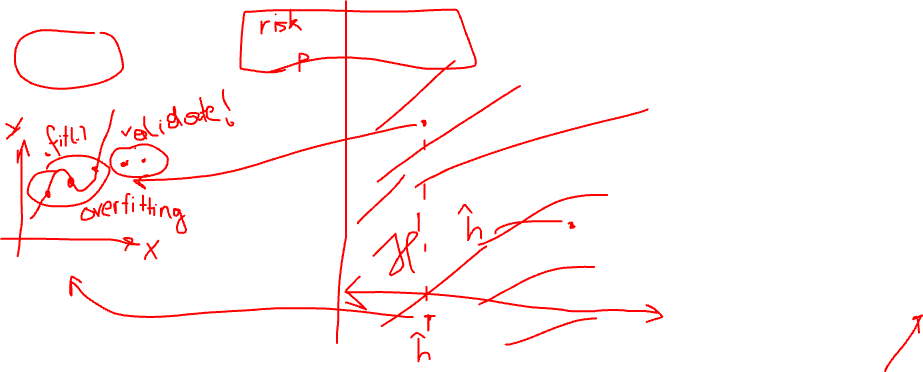 risk
P
Y
.fit(.)
validate!
overfitting
X
H
ĥ
ĥ